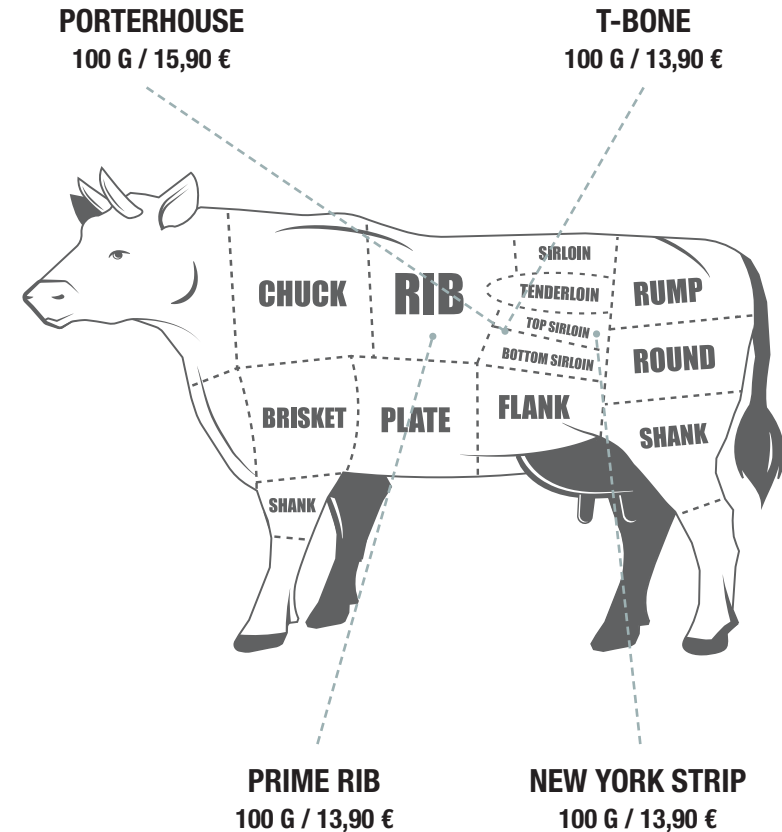 PORTERHOUSE
100 G / 15,90 €
T-BONE
100 G / 13,90 €
SIRLOIN
CHUCK
RIB
TENDERLOIN
RUMP
TOP SIRLOIN
BOTTOM SIRLOIN
ROUND
BRISKET
PLATE
FLANK
SHANK
SHANK
PRIME RIB
100 G / 13,90 €
NEW YORK STRIP
100 G / 13,90 €